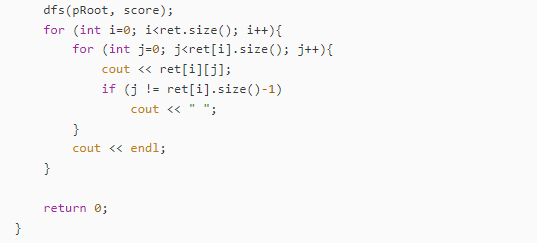 dfs(pRoot, score);
for (int i=0; i<ret.size(); i++){
for (int j=0; j<ret[i].size(); j++){
cout << ret[i][j];
if (j != ret[i].size()-1)
cout << " ";
}
cout << endl;
}
return 0;
}